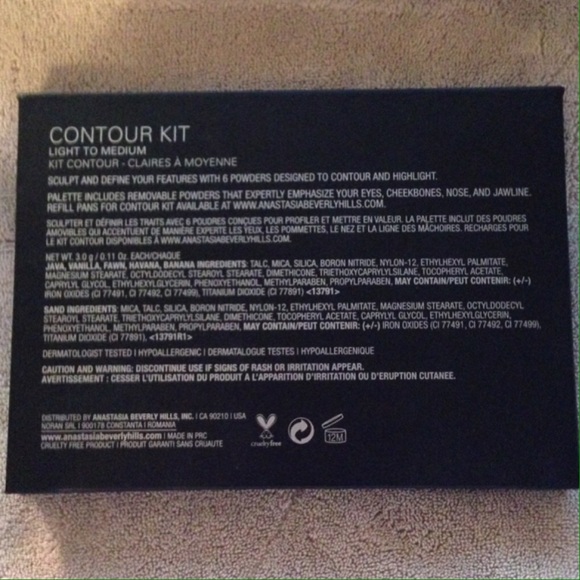 CONTOUR KIT
LIGHT TO MEDIUM
KIT CONTOUR - CLAIRES À MOYENNE
SCULPT AND DEFINE YOUR FEATURES WITH 6 POWDERS DESIGNED TO CONTOUR AND HIGHLIGHT.
PALETTE INCLUDES REMOVABLE POWDERS THAT EXPERTLY EMPHASIZE YOUR EYES, CHEEKBONES, NOSE, AND JAWLINE.
REFILL PANS FOR CONTOUR KIT AVAILABLE AT WWW.ANASTASIABEVERLYHILLS.COM.
SCULPTER ET DÉFINIR LES TRAITS AVEC 6 POUDRES CONÇUES POUR PROFILER ET METTRE EN VALEUR. LA PALETTE INCLUT DES POUDRES
AMOVIBLES QUI ACCENTUENT DE MANIÈRE EXPERTE LES YEUX, LES POMMETTES, LE NEZ ET LA LIGNE DES MÂCHOIRES. RECHARGES POUR
LE KIT CONTOUR DISPONIBLES À WWW.ANASTASIABEVERLYHILLS.COM.
NET WT. 3.0 g / 0.11 Oz. EACH/CHAQUE
JAVA, VANILLA, FAWN, HAVANA, BANANA INGREDIENTS: TALC, MICA, SILICA, BORON NITRIDE, NYLON-12, ETHYLHEXYL PALMITATE,
MAGNESIUM STEARATE, OCTYLDODECYL STEAROYL STEARATE, DIMETHICONE, TRIETHOXYCAPRYLYLSILANE, TOCOPHERYL ACETATE,
CAPRYLYL GLYCOL, ETHYLHEXYLGLYCERIN, PHENOXYETHANOL, METHYLPARABEN, PROPYLPARABEN, MAY CONTAIN/PEUT CONTENIR: (+/-)
IRON OXIDES (CI 77491, CI 77492, CI 77499), TITANIUM DIOXIDE (CI 77891) <13791>
SAND INGREDIENTS: MICA, TALC, SILICA, BORON NITRIDE, NYLON-12, ETHYLHEXYL PALMITATE, MAGNESIUM STEARATE, OCTYLDODECYL
STEAROYL STEARATE, TRIETHOXYCAPRYLYLSILANE, DIMETHICONE, TOCOPHERYL ACETATE, CAPRYLYL GLYCOL, ETHYLHEXYLGLYCERIN,
PHENOXYETHANOL, METHYLPARABEN, PROPYLPARABEN, MAY CONTAIN/PEUT CONTENIR: (+/-) IRON OXIDES (CI 77491, CI 77492, CI 77499),
TITANIUM DIOXIDE (CI 77891), <13791R1>
DERMATOLOGIST TESTED | HYPOALLERGENIC | DERMATALOGUE TESTES | HYPOALLERGENIQUE
CAUTION AND WARNING: DISCONTINUE USE IF SIGNS OF RASH OR IRRITATION APPEAR.
AVERTISSEMENT : CESSER L'UTILISATION DU PRODUIT A L'APPARITION D'IRRITATION OU D'ERUPTION CUTANEE.
DISTRIBUTED BY ANASTASIA BEVERLY HILLS, INC. | CA 90210 | USA
NORAN SRL | 900178 CONSTANTA | ROMANIA
www.anastasiabeverlyhills.com | MADE IN PRC
CRUELTY FREE PRODUCT | PRODUIT GARANTI SANS CRUAUTE
crueltyfree
12M